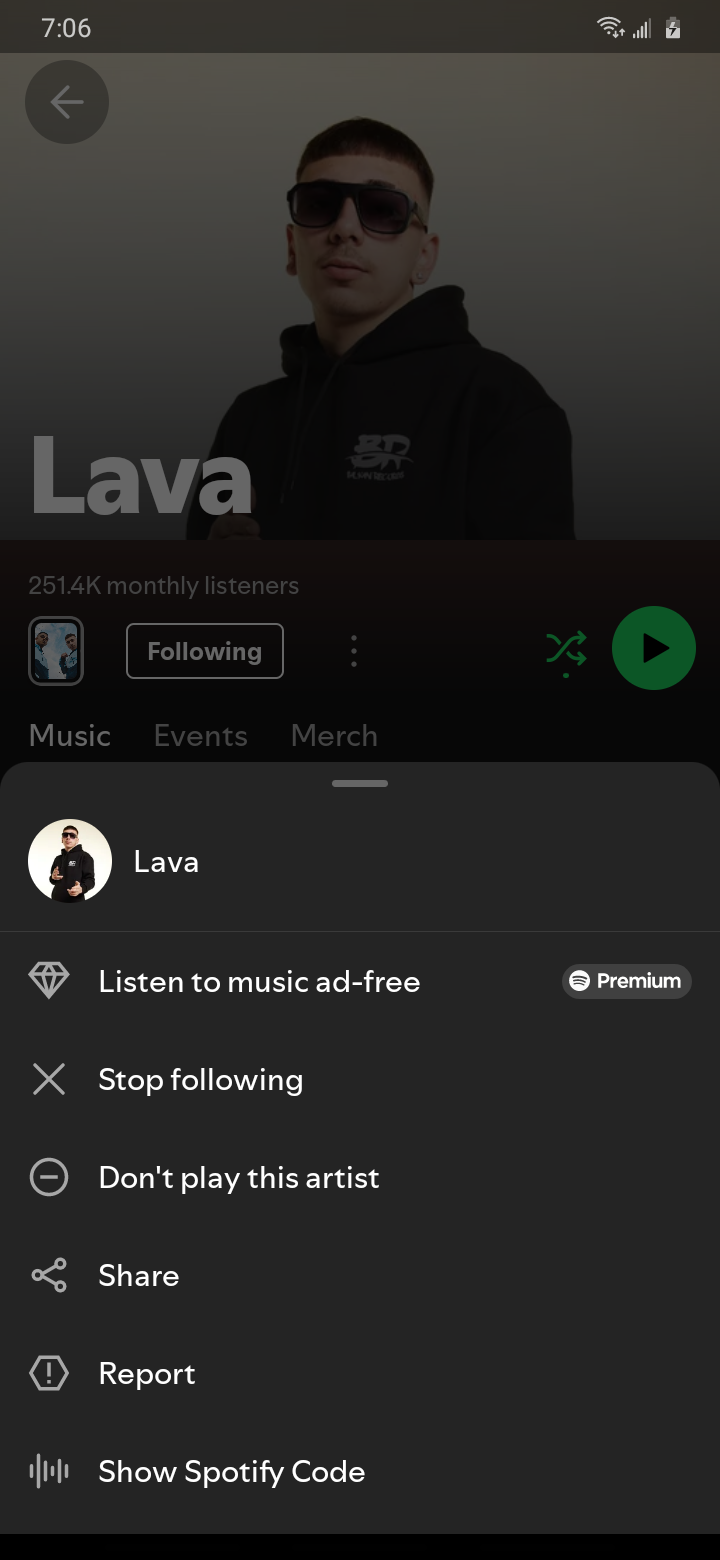 7:06
BR
Lava
251.4K monthly listeners
Following
Music
Events
Merch
Lava
Listen to music ad-free
Premium
Stop following
Don't play this artist
Share
Report
Show Spotify Code